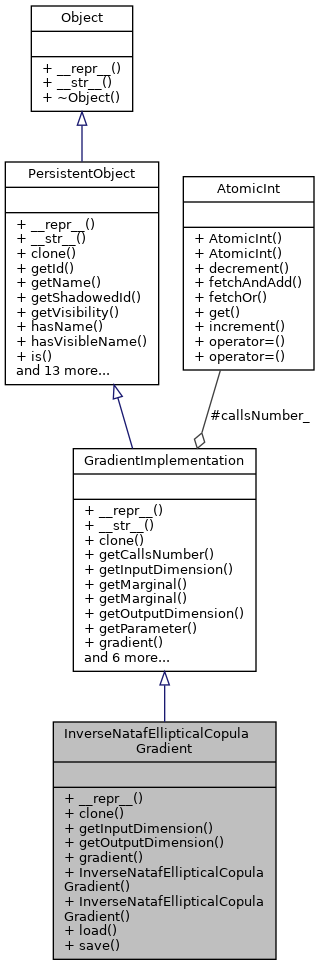 Object
+ __repr__()
+ __str__()
+ ~Object()
PersistentObject
+ __repr__()
+ __str__()
+ clone()
+ getId()
+ getName()
+ getShadowedId()
+ getVisibility()
+ hasName()
+ hasVisibleName()
+ is()
and 13 more...
AtomicInt
+ AtomicInt()
+ AtomicInt()
+ decrement()
+ fetchAndAdd()
+ fetchOr()
+ get()
+ increment()
+ operator=()
+ operator=()
#callsNumber_
GradientImplementation
+ __repr__()
+ __str__()
+ clone()
+ getCallsNumber()
+ getInputDimension()
+ getMarginal()
+ getMarginal()
+ getOutputDimension()
+ getParameter()
+ gradient()
and 6 more...
InverseNatafEllipticalCopula
Gradient
+ __repr__()
+ clone()
+ getInputDimension()
+ getOutputDimension()
+ gradient()
+ InverseNatafEllipticalCopula
Gradient()
+ InverseNatafEllipticalCopula
Gradient()
+ load()
+ save()